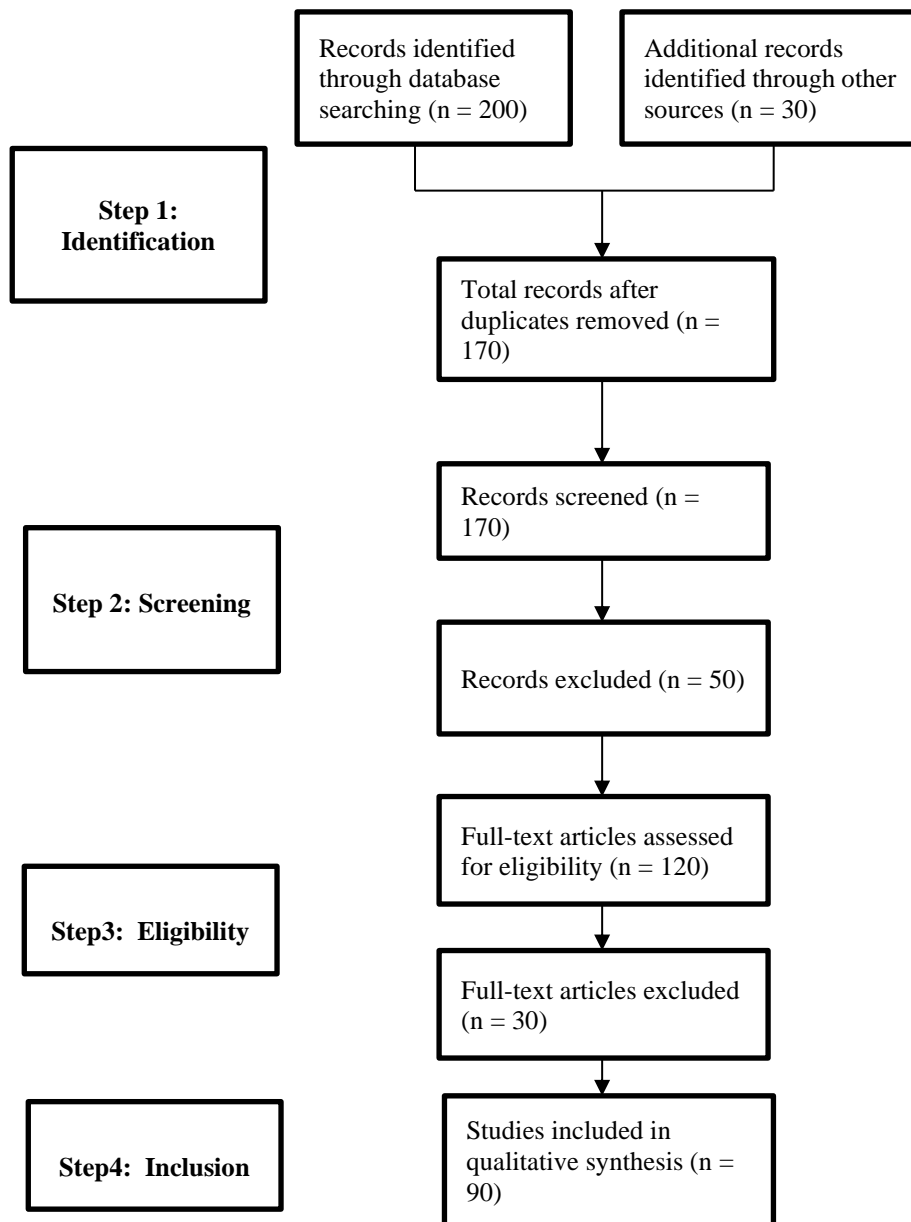 Records identified
through database
searching (n = 200)
Additional records
identified through other
sources (n = 30)
Step 1:
Identification
Total records after
duplicates removed (n =
170)
Records screened (n =
170)
Step 2: Screening
Records excluded (n = 50)
Full-text articles assessed
for eligibility (n = 120)
Step3:  Eligibility
Full-text articles excluded
(n = 30)
Step4:  Inclusion
Studies included in
qualitative synthesis (n =
90)